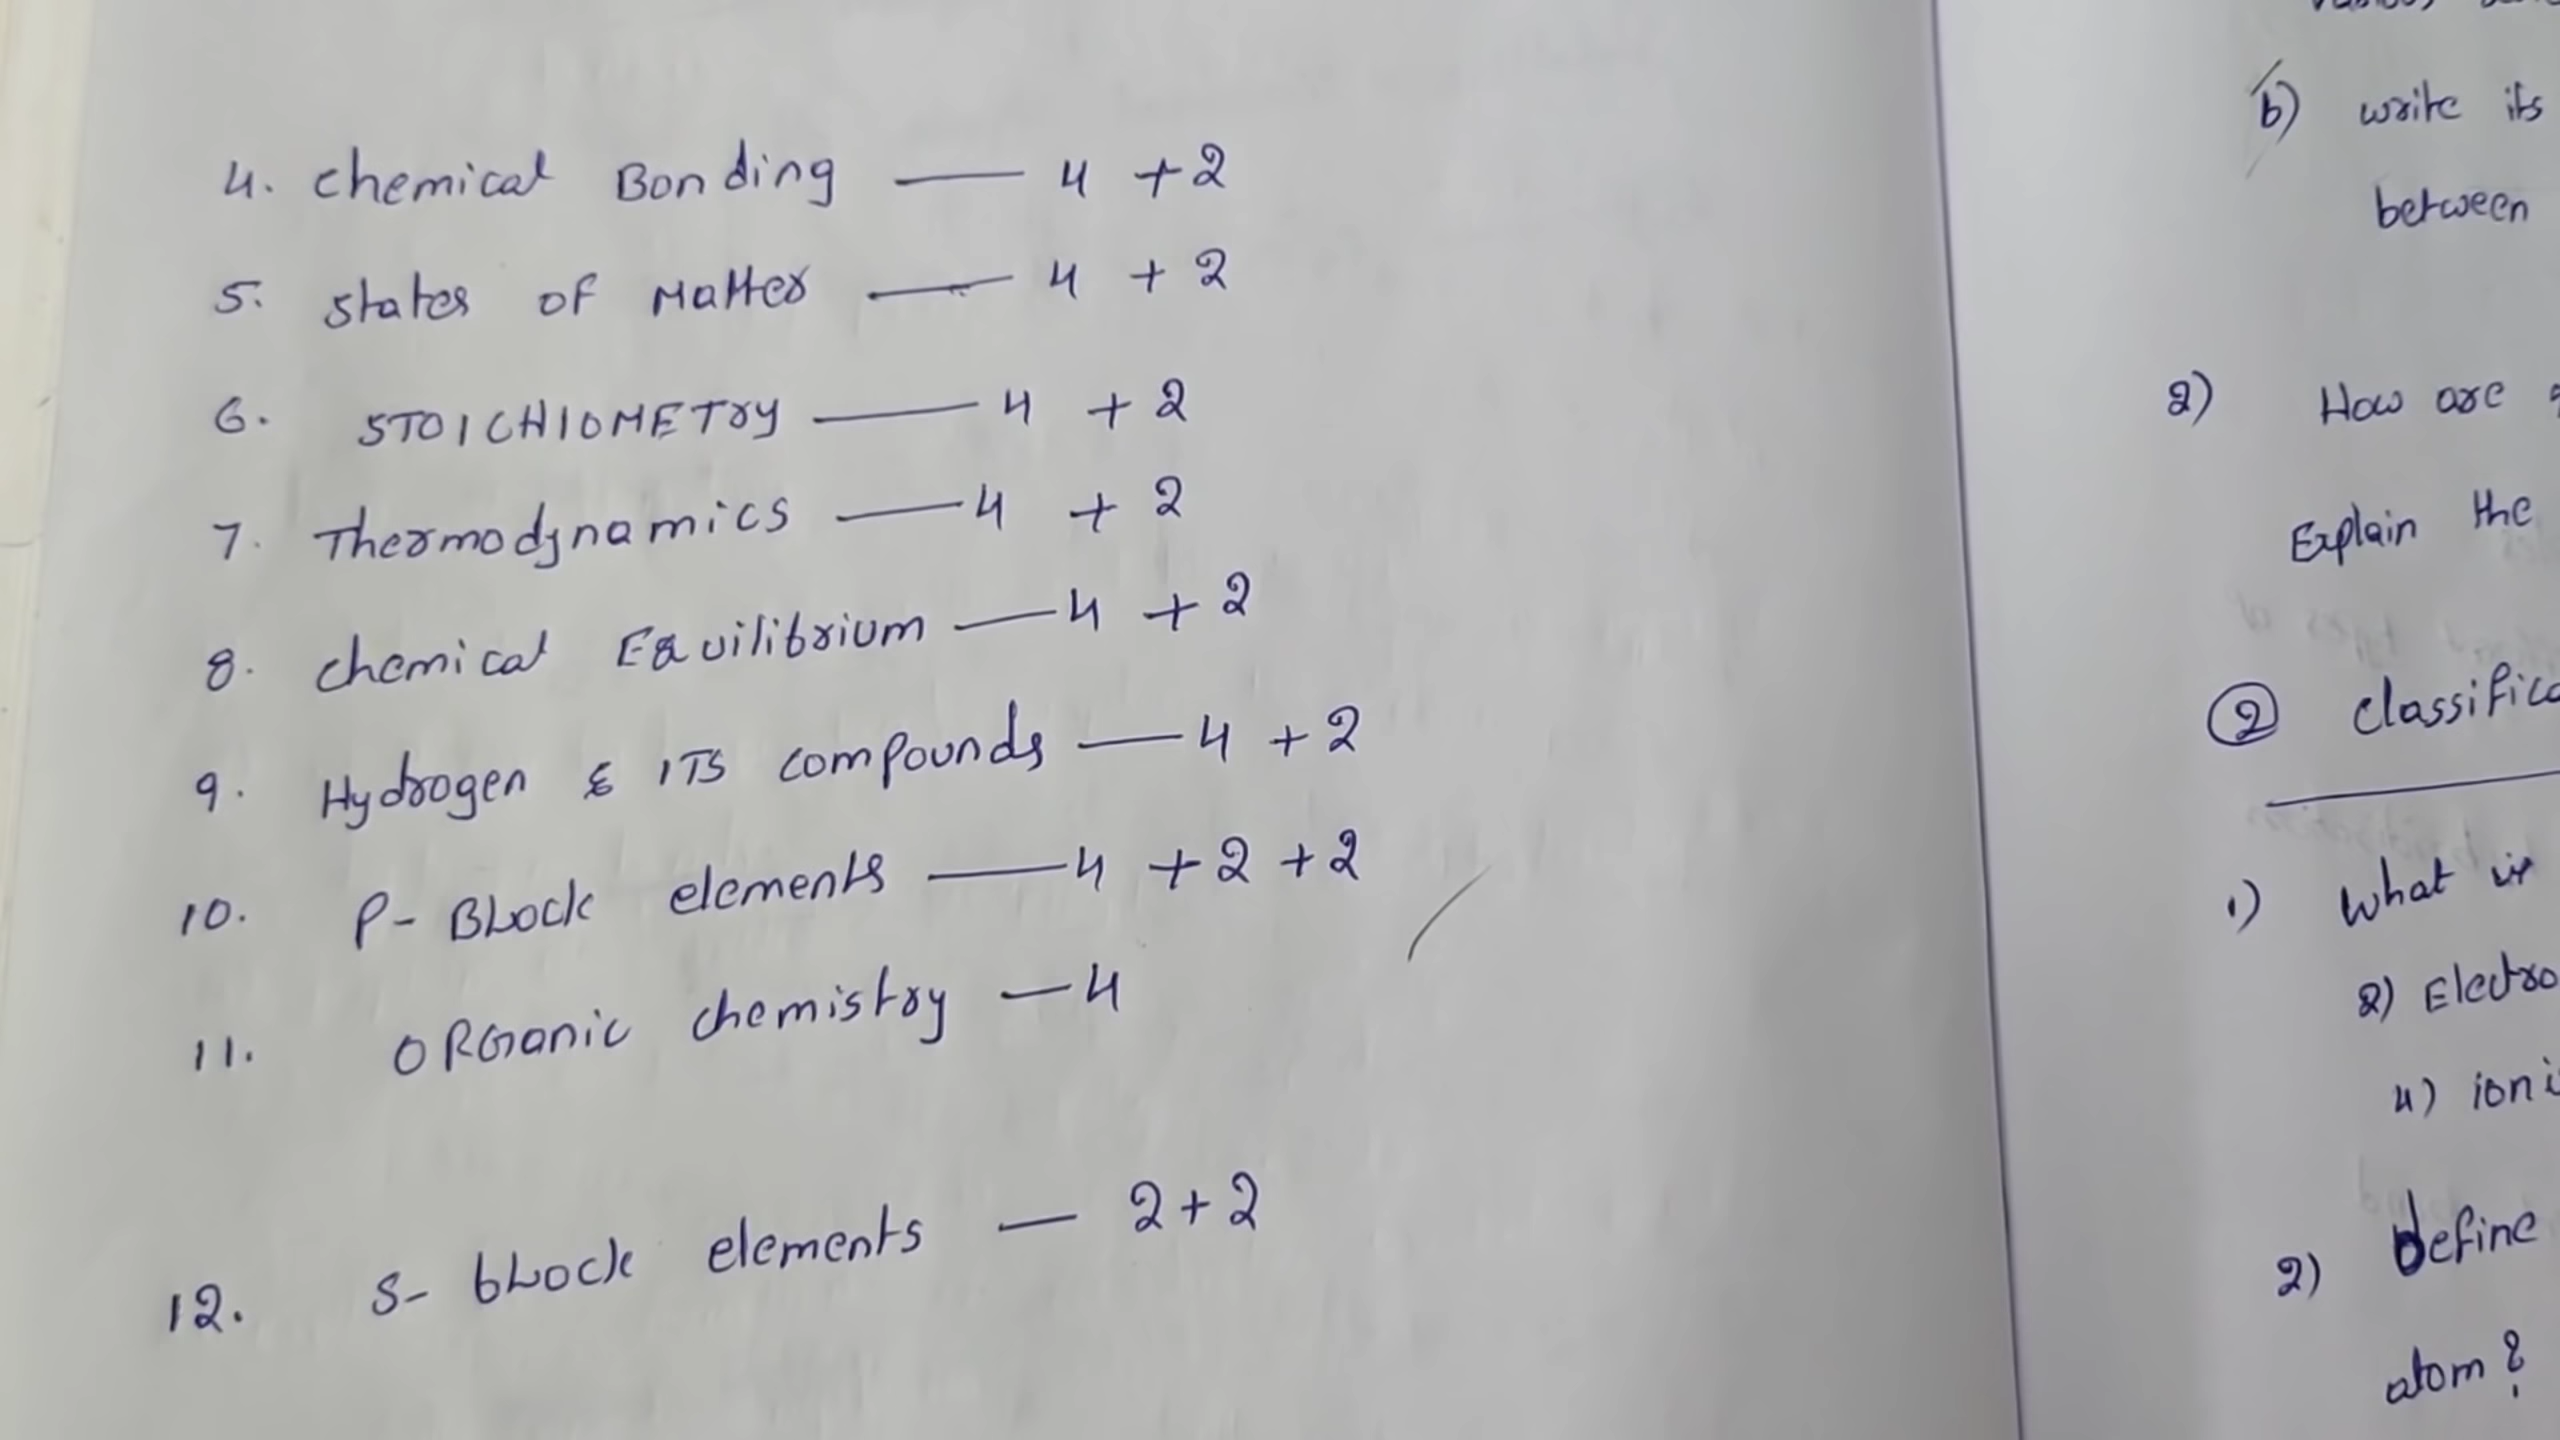 4. Chemical Bonding — 4 + 2
5. States of Matter — 4 + 2
6. STOICHIOMETry — 4 + 2
7. Thermodynamics — 4 + 2
8. Chemical EQuilibrium — 4 + 2
9. Hydrogen & ITS compounds — 4 + 2
10. P- BLock elements — 4 + 2 + 2
11. ORGanic chemistry — 4
12. S- bLock elements — 2 + 2
b) write its
between
2) How are
Explain the
② classific
1) What is
2) Electro
4) ioni
2) Define
atom?